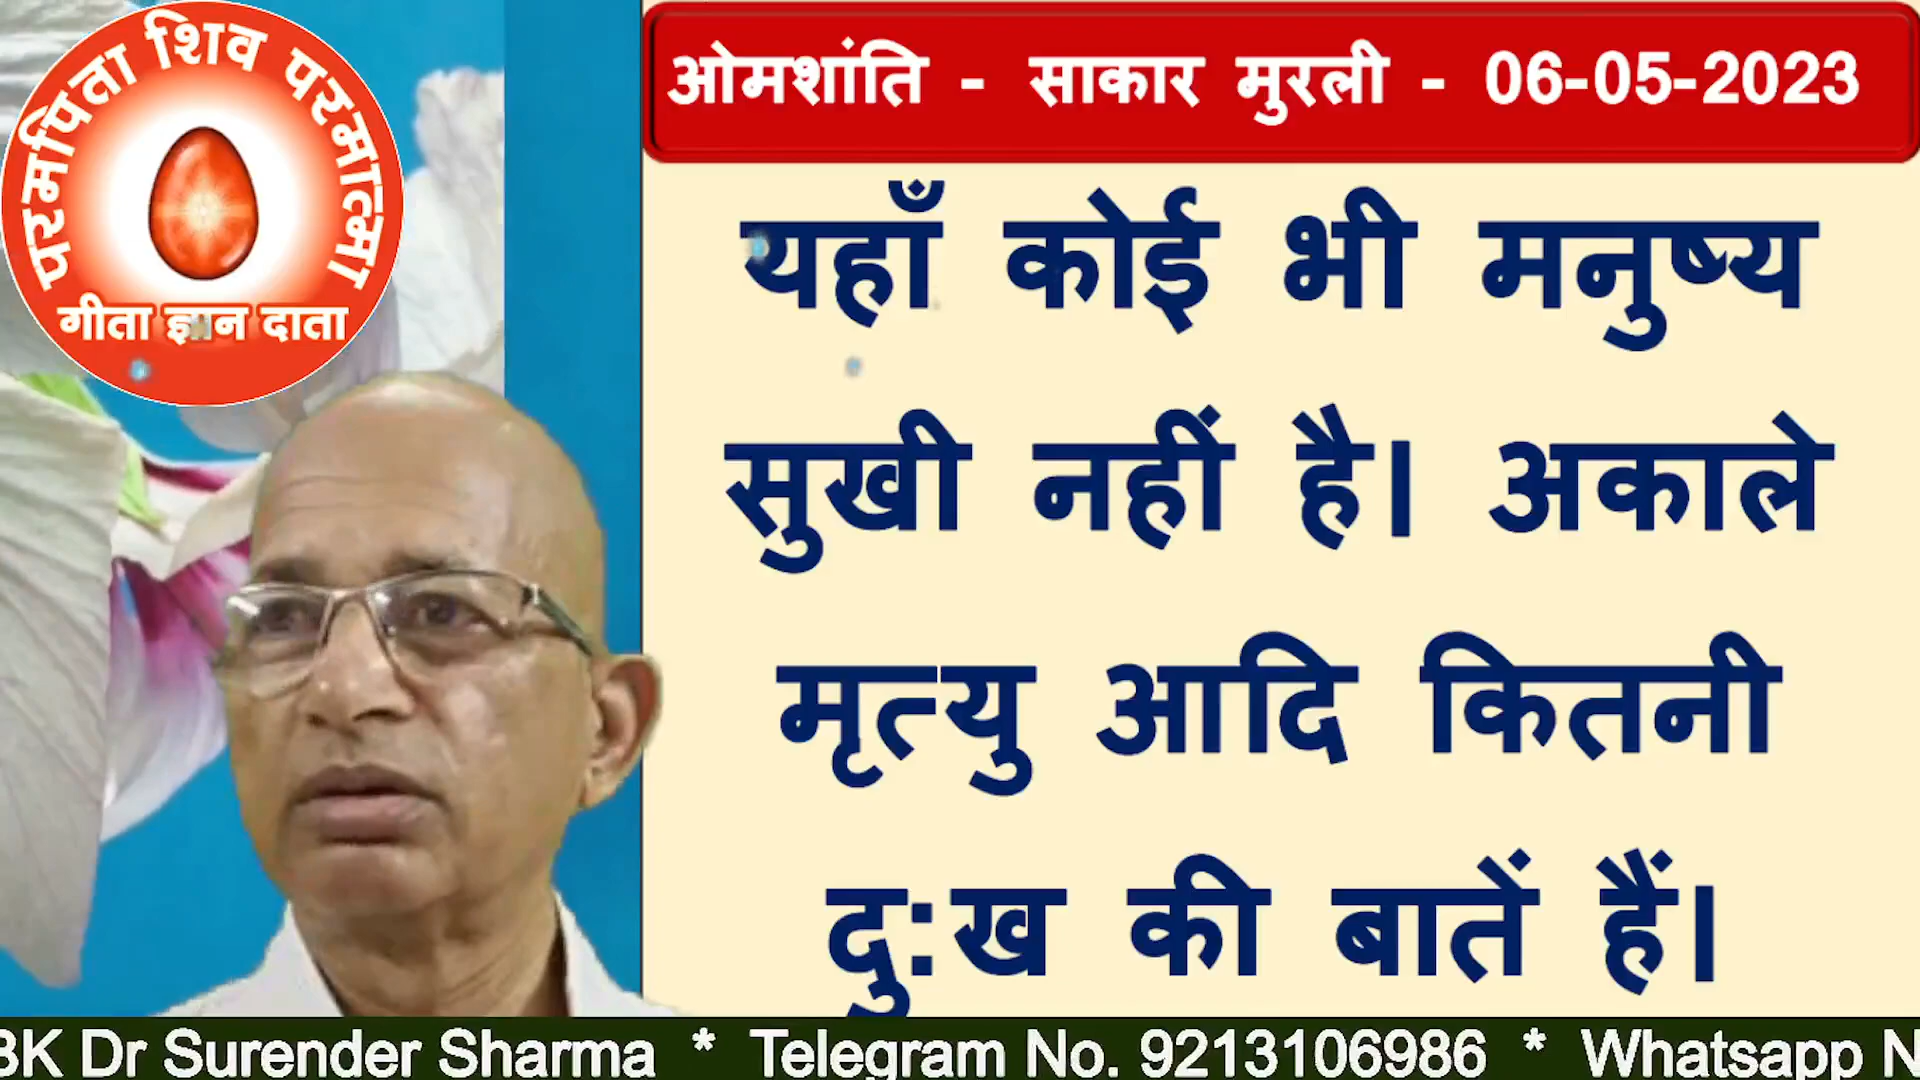 परमपिता शिव परमात्मा
गीता ज्ञान दाता
ओमशांति - साकार मुरली - 06-05-2023
यहाँ कोई भी मनुष्य
सुखी नहीं है। अकाले
मृत्यु आदि कितनी
दु:ख की बातें हैं।
BK Dr Surender Sharma * Telegram No. 9213106986 * Whatsapp N